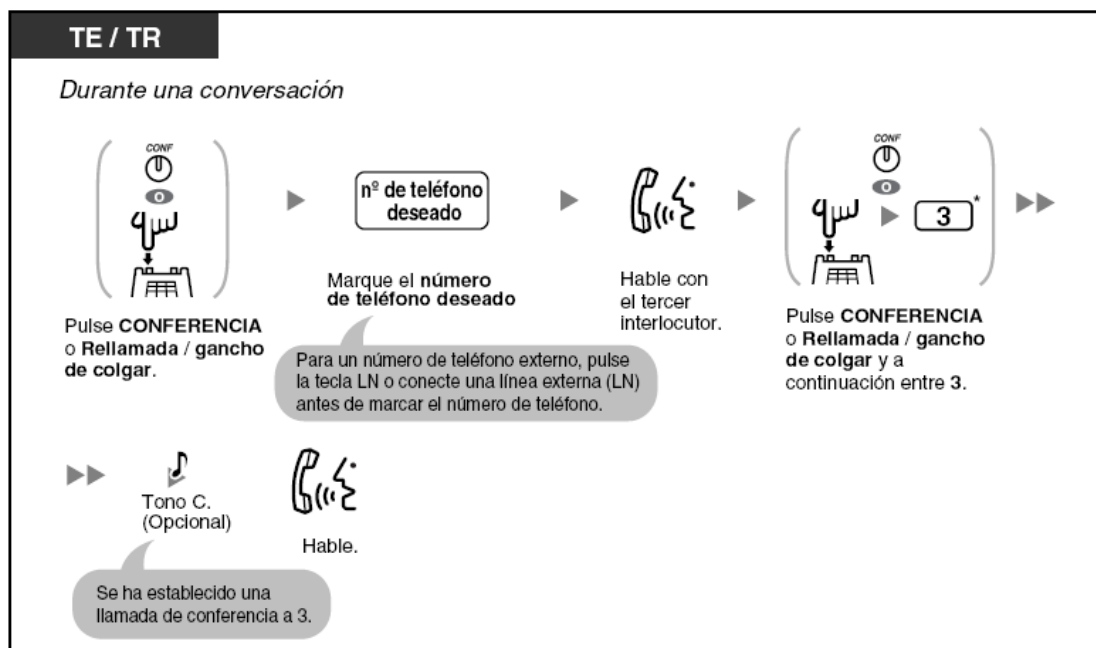 TE / TR
Durante una conversación
CONF
O
Pulse CONFERENCIA
o Rellamada / gancho
de colgar.
nº de teléfono
deseado
Marque el número
de teléfono deseado
Para un número de teléfono externo, pulse
la tecla LN o conecte una línea externa (LN)
antes de marcar el número de teléfono.
Hable con
el tercer
interlocutor.
CONF
O
3*
Pulse CONFERENCIA
o Rellamada / gancho
de colgar y a
continuación entre 3.
Tono C.
(Opcional)
Hable.
Se ha establecido una
llamada de conferencia a 3.